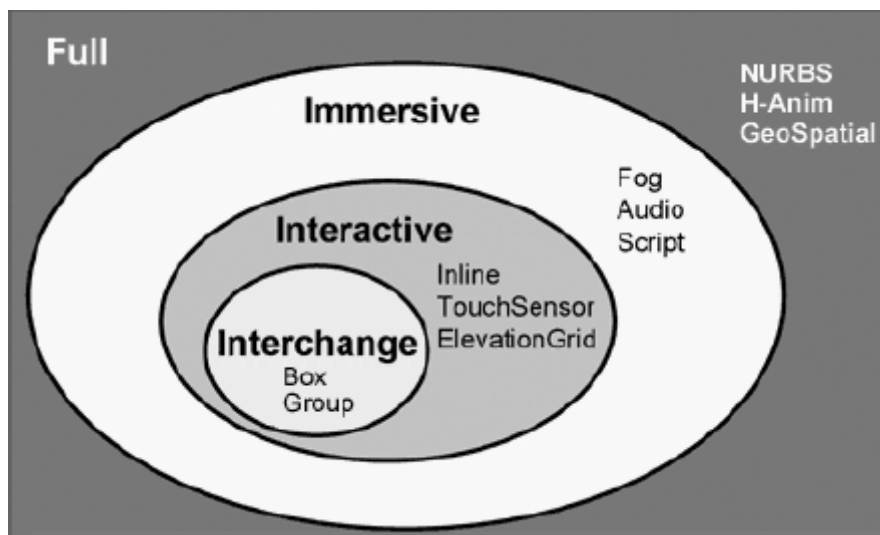 Full
NURBS
H-Anim
GeoSpatial
Immersive
Fog
Audio
Script
Interactive
Inline
TouchSensor
ElevationGrid
Interchange
Box
Group